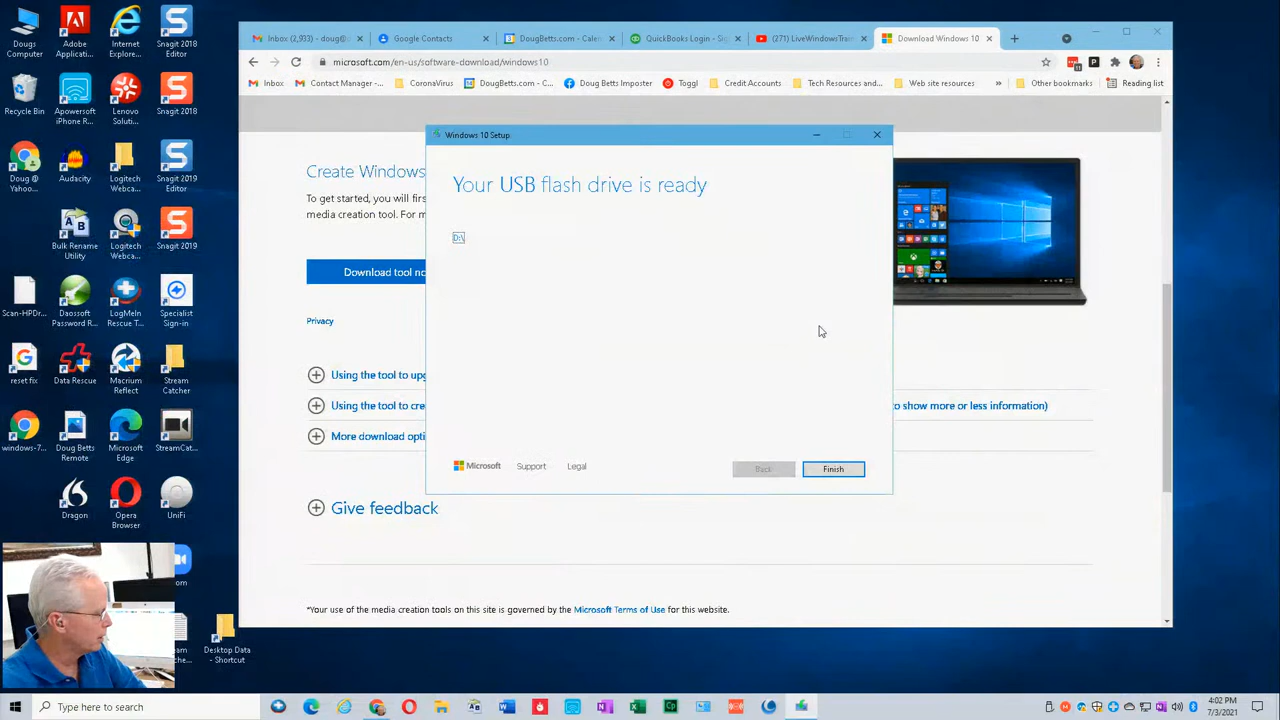 Dougs
Computer
Adobe
Applicati...
Internet
Explore...
Snagit 2018
Editor
Recycle Bin
Apowersoft
iPhone R...
Lenovo
Soluti...
Snagit 2018
Doug @
Yahoo...
Audacity
Logitech
Webca...
Snagit 2019
Editor
Bulk Rename
Utility
Logitech
Webca...
Snagit 2019
Scan-HPDr...
Daossoft
Password R...
LogMeIn
Rescue T...
Specialist
Sign-in
reset fix
Data Rescue
Macrium
Reflect
Stream
Catcher
windows-7...
Doug Betts
Remote
Microsoft
Edge
StreamCat...
Dragon
Opera
Browser
UniFi
Desktop Data
- Shortcut
Inbox (2,933) - doug@
Google Contacts
DougBetts.com - Calen
QuickBooks Login - Sig
(271) LiveWindowsTrai
Download Windows 10
microsoft.com/en-us/software-download/windows10
Inbox
Contact Manager -...
CoronaVirus
DougBetts.com - C...
Doug Betts Imposter
Toggl
Credit Accounts
Tech Resources and...
Web site resources
»
Other bookmarks
Reading list
Windows 10 Setup
Your USB flash drive is ready
D:\
Microsoft Support Legal
Back
Finish
Create Windows
To get started, you will firs
media creation tool. For m
Download tool no
Privacy
Using the tool to upg
Using the tool to cre
to show more or less information)
More download opti
Give feedback
*Your use of the media creation tools on this site is governed by the Microsoft Terms of Use for this website.
Type here to search
4:02 PM
7/3/2021